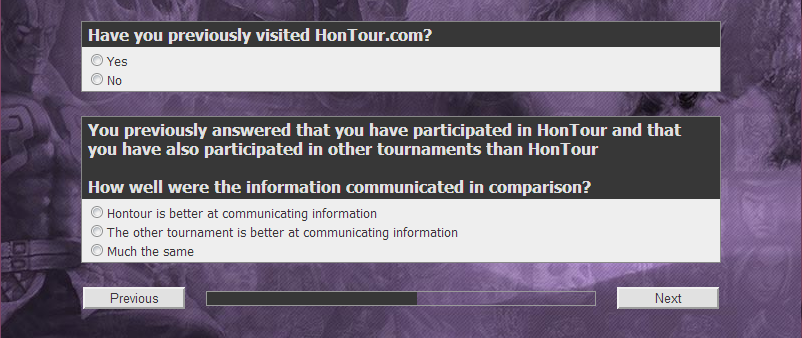 Have you previously visited HonTour.com?
Yes
No
You previously answered that you have participated in HonTour and that
you have also participated in other tournaments than HonTour
How well were the information communicated in comparison?
Hontour is better at communicating information
The other tournament is better at communicating information
Much the same
Previous
Next